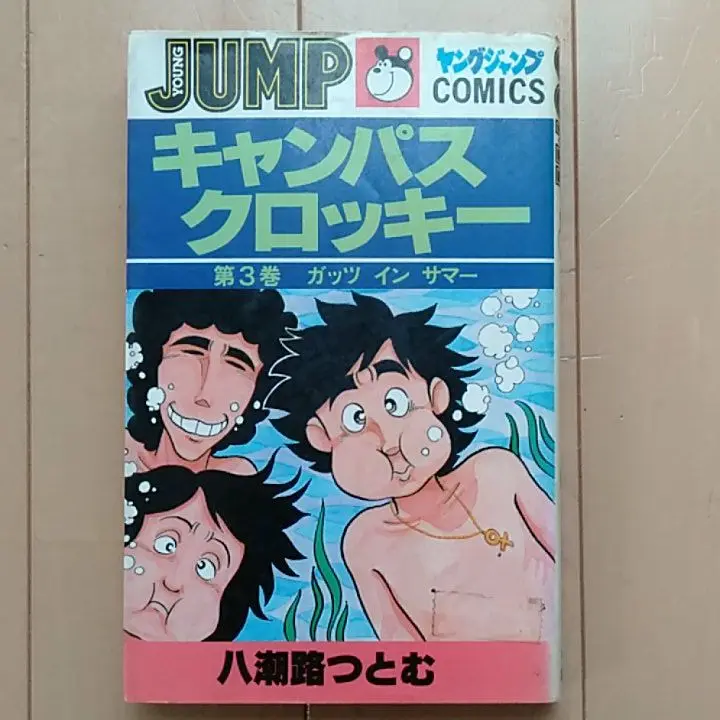 YOUNG JUMP
ヤングジャンプ
COMICS
キャンパス
クロッキー
第3巻 ガッツ イン サマー
八潮路つとむ